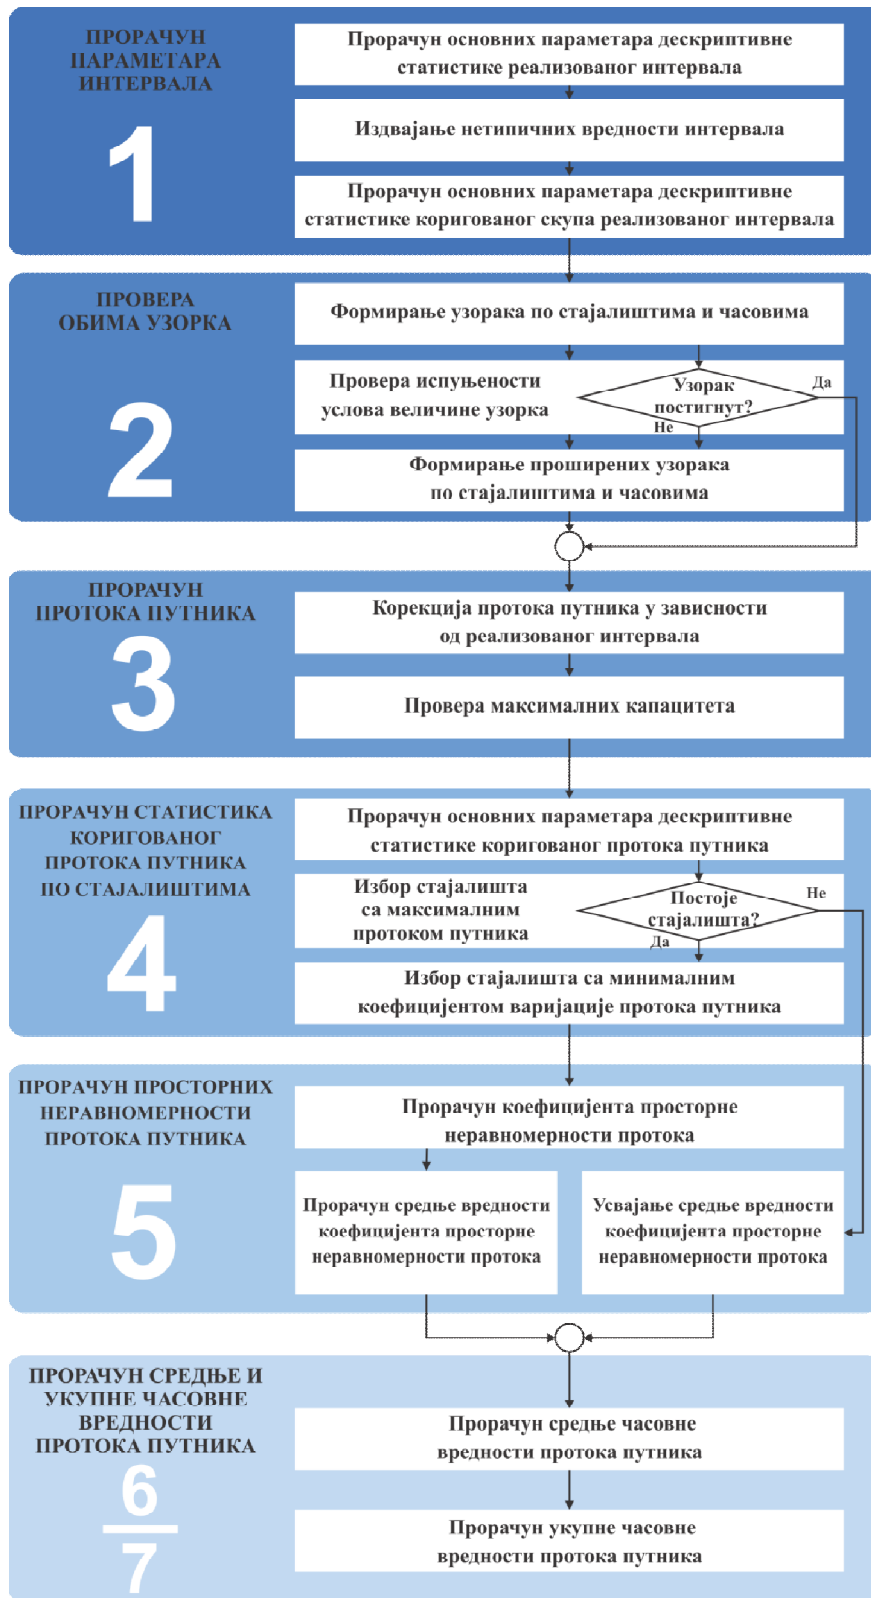 ПРОРАЧУН
ПАРАМЕТАРА
ИНТЕРВАЛА
1
Прорачун основних параметара дескриптивне
статистике реализованог интервала
Издвајање нетипичних вредности интервала
Прорачун основних параметара дескриптивне
статистике коригованог скупа реализованог интервала
ПРОВЕРА
ОБИМА УЗОРКА
2
Формирање узорака по стајалиштима и часовима
Провера испуњености
услова величине узорка
Узорак
постигнут?
Да
Не
Формирање проширених узорака
по стајалиштима и часовима
ПРОРАЧУН
ПРОТОКА ПУТНИКА
3
Корекција протока путника у зависности
од реализованог интервала
Провера максималних капацитета
ПРОРАЧУН СТАТИСТИКА
КОРИГОВАНОГ
ПРОТОКА ПУТНИКА
ПО СТАЈАЛИШТИМА
4
Прорачун основних параметара дескриптивне
статистике коригованог протока путника
Избор стајалишта
са максималним
протоком путника
Постоје
стајалишта?
Не
Да
Избор стајалишта са минималним
коефицијентом варијације протока путника
ПРОРАЧУН ПРОСТОРНИХ
НЕРАВНОМЕРНОСТИ
ПРОТОКА ПУТНИКА
5
Прорачун коефицијента просторне
неравномерности протока
Прорачун средње вредности
коефицијента просторне
неравномерности протока
Усвајање средње вредности
коефицијента просторне
неравномерности протока
ПРОРАЧУН СРЕДЊЕ И
УКУПНЕ ЧАСОВНЕ
ВРЕДНОСТИ
ПРОТОКА ПУТНИКА
6
7
Прорачун средње часовне
вредности протока путника
Прорачун укупне часовне
вредности протока путника